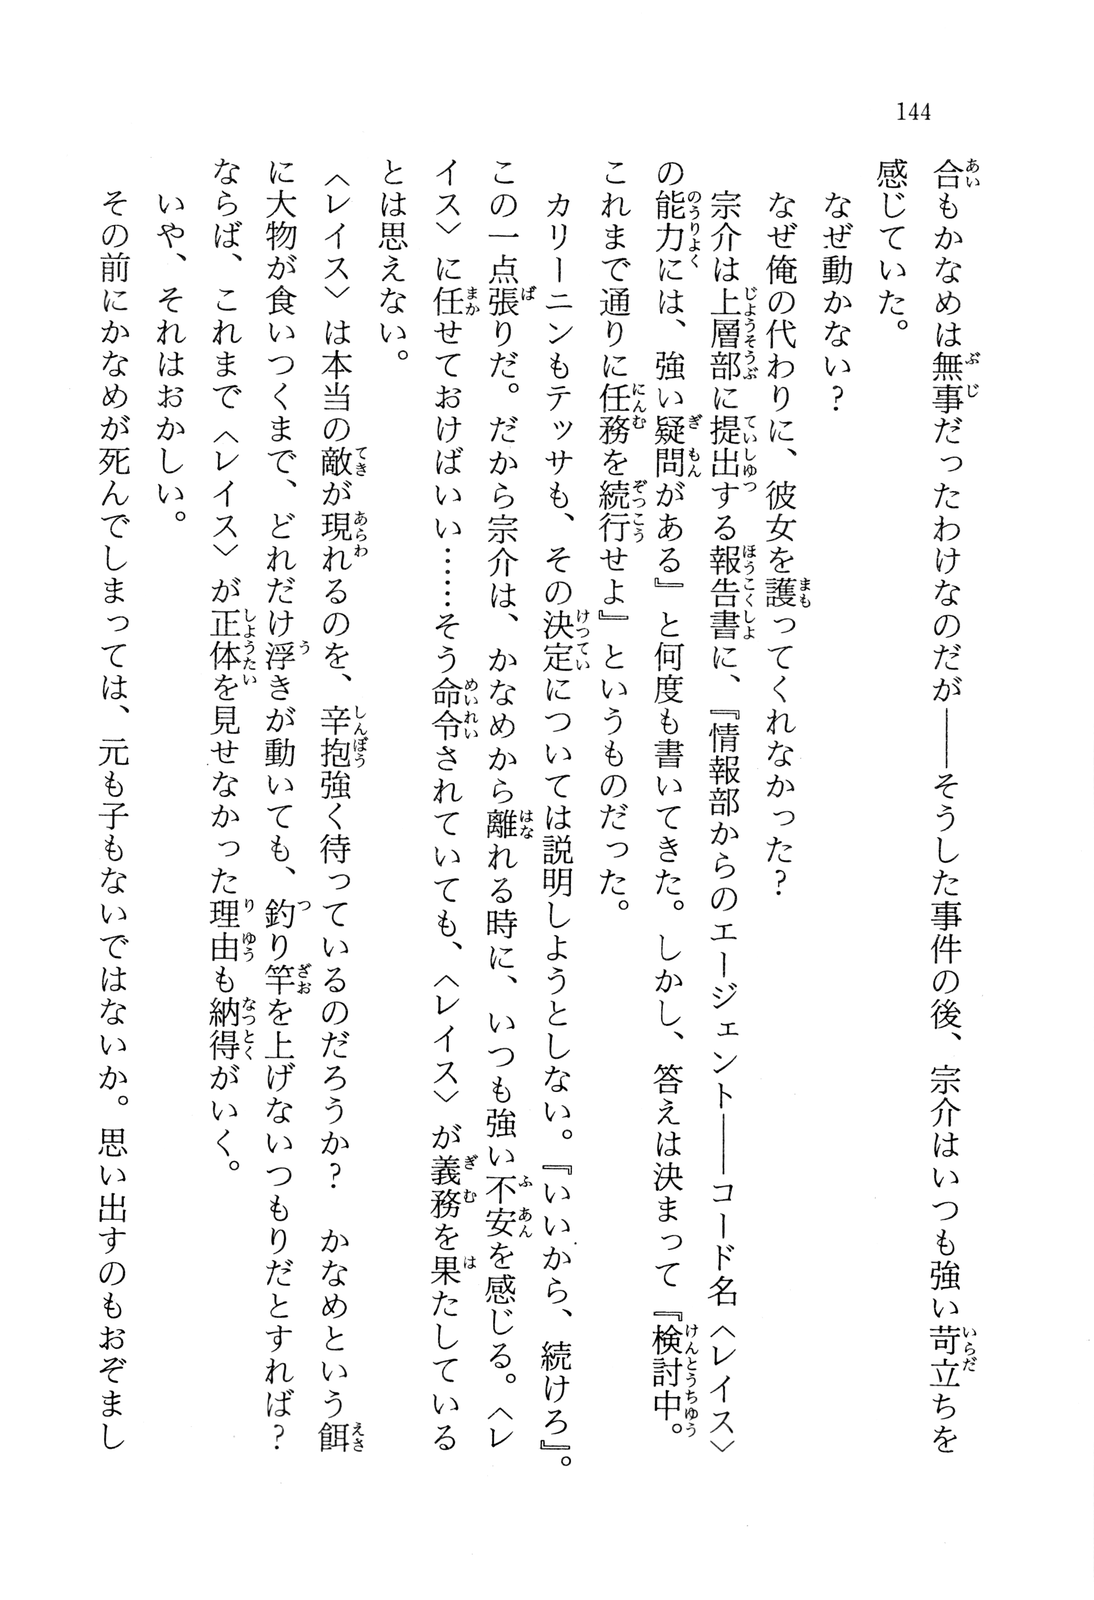 144
合もかなめは無事だったわけなのだが――そうした事件の後、宗介はいつも強い苛立ちを
感じていた。
なぜ動かない？
なぜ俺の代わりに、彼女を護ってくれなかった？
宗介は上層部に提出する報告書に、『情報部からのエージェント――コード名〈レイス〉
の能力には、強い疑問がある』と何度も書いてきた。しかし、答えは決まって『検討中。
これまで通りに任務を続行せよ』というものだった。
カリーニンもテッサも、その決定については説明しようとしない。『いいから、続けろ』。
この一点張りだ。だから宗介は、かなめから離れる時に、いつも強い不安を感じる。〈レ
イス〉に任せておけばいい……そう命令されていても、〈レイス〉が義務を果たしている
とは思えない。
〈レイス〉は本当の敵が現れるのを、辛抱強く待っているのだろうか？　かなめという餌
に大物が食いつくまで、どれだけ浮きが動いても、釣り竿を上げないつもりだとすれば？
ならば、これまで〈レイス〉が正体を見せなかった理由も納得がいく。
いや、それはおかしい。
その前にかなめが死んでしまっては、元も子もないではないか。思い出すのもおぞまし